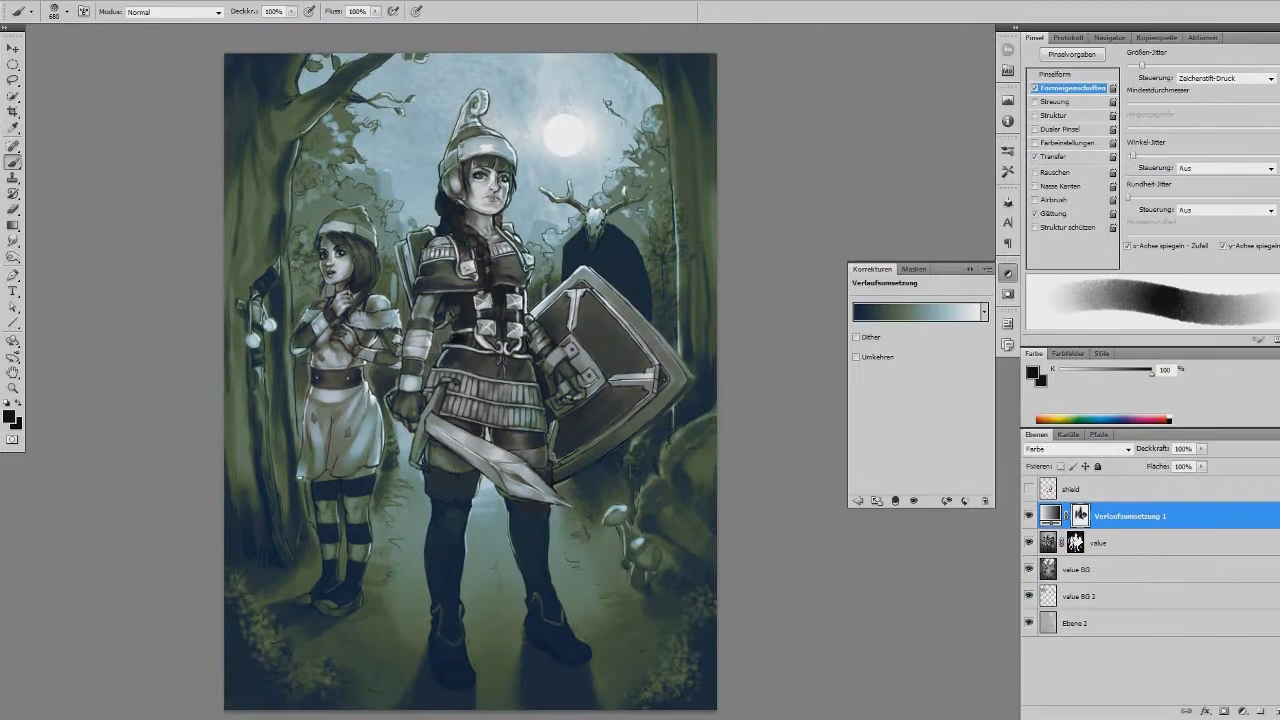 680
Modus: Normal
Deckkr.: 100%
Fluss: 100%
Pinsel Protokoll Navigator Kopierquelle Aktionen
Pinselvorgaben
Größen-Jitter
Pinselform
Steuerung: Zeichenstift-Druck
Formeigenschaften
Mindestdurchmesser
Streuung
Struktur
Dualer Pinsel
Farbeinstellungen
Winkel-Jitter
Transfer
Steuerung: Aus
Rauschen
Nasse Kanten
Rundheit-Jitter
Airbrush
Steuerung: Aus
Glättung
Struktur schützen
x-Achse spiegeln - Zufall
y-Achse spiege
Korrekturen Masken
Verlaufsumsetzung
Dither
Umkehren
Farbe Farbfelder Stile
K 100 %
Ebenen Kanäle Pfade
Farbe
Deckkraft: 100%
Fixieren:
Fläche: 100%
shield
Verlaufsumsetzung 1
value
value BG
value BG 2
Ebene 2